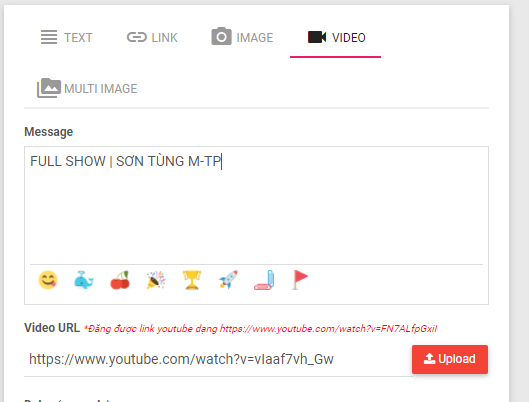 TEXT LINK IMAGE VIDEO
MULTI IMAGE
Message
FULL SHOW | SƠN TÙNG M-TP
Video URL *Đăng được link youtube dạng https://www.youtube.com/watch?v=FN7ALfpGxiI
https://www.youtube.com/watch?v=vIaaf7vh_Gw Upload